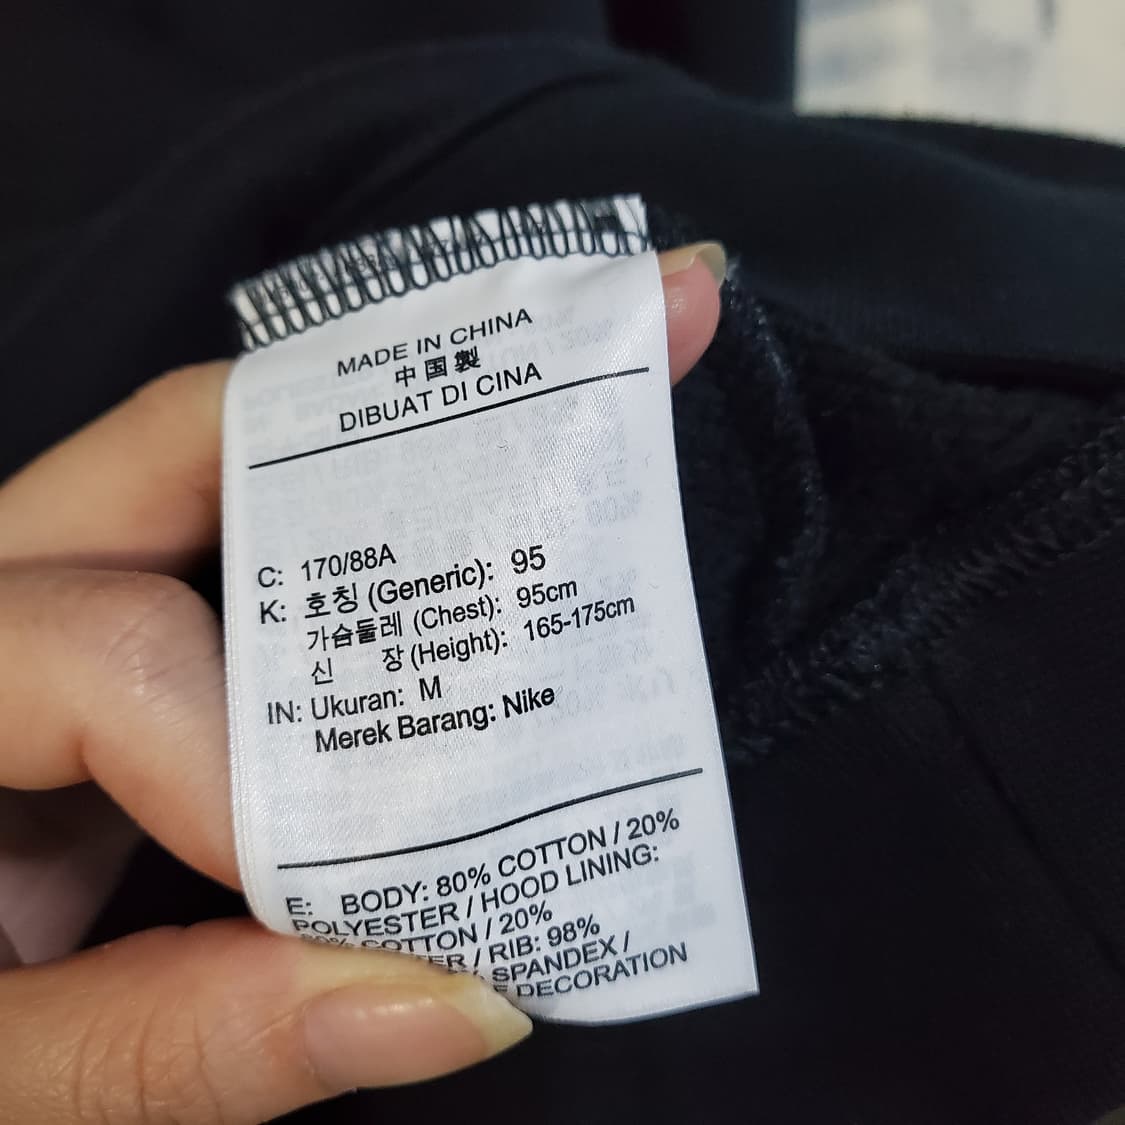 MADE IN CHINA
中国製
DIBUAT DI CINA
C: 170/88A
K: 호칭 (Generic): 95
가슴둘레 (Chest): 95cm
신 장 (Height): 165-175cm
IN: Ukuran: M
Merek Barang: Nike
E: BODY: 80% COTTON / 20%
POLYESTER / HOOD LINING:
COTTON / 20%
/ RIB: 98%
SPANDEX /
DECORATION